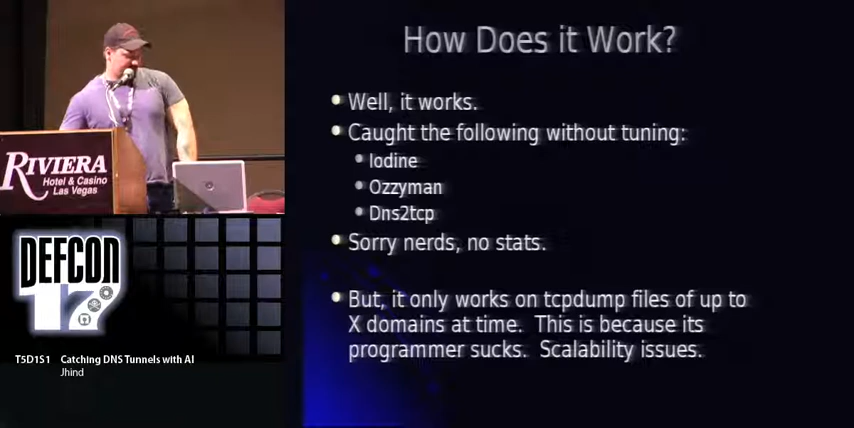 How Does it Work?
Well, it works.
Caught the following without tuning:
Iodine
Ozzyman
Dns2tcp
Sorry nerds, no stats.
But, it only works on tcpdump files of up to
X domains at time. This is because its
programmer sucks. Scalability issues.
RIVIERA
Hotel & Casino
Las Vegas
DEFCON
17
T5D1S1 Catching DNS Tunnels with AI
Jhind